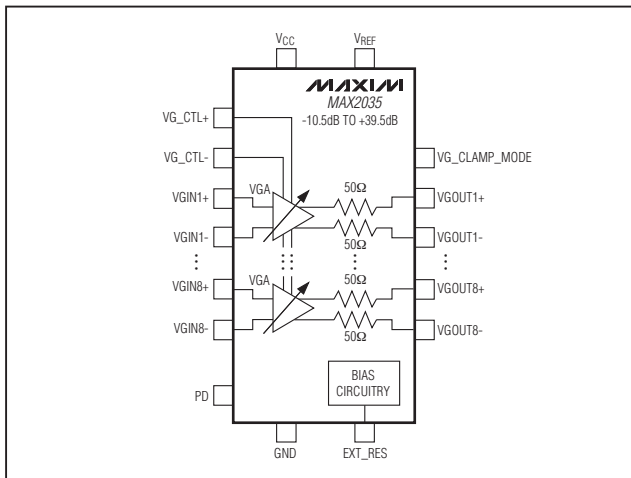 VCC
VREF
MAXIM
MAX2035
-10.5dB TO +39.5dB
VG_CTL+
VG_CTL-
VG_CLAMP_MODE
VGIN1+
VGA
50Ω
VGOUT1+
VGIN1-
50Ω
VGOUT1-
VGIN8+
VGA
50Ω
VGOUT8+
VGIN8-
50Ω
VGOUT8-
PD
BIAS
CIRCUITRY
GND
EXT_RES